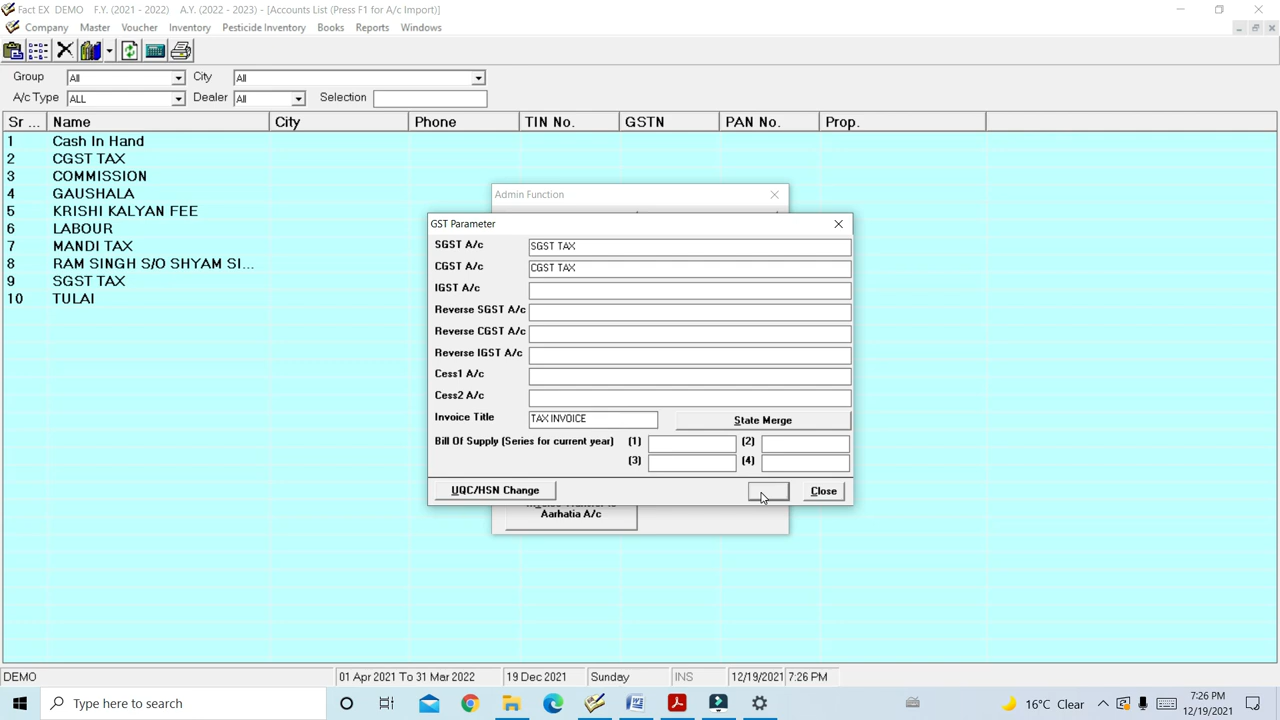 Fact EX DEMO F.Y. (2021 - 2022) A.Y. (2022 - 2023) - [Accounts List (Press F1 for A/c Import)]
Company Master Voucher Inventory Pesticide Inventory Books Reports Windows
Group All City All
A/c Type ALL Dealer All Selection
Sr ... Name City Phone TIN No. GSTN PAN No. Prop.
1 Cash In Hand
2 CGST TAX
3 COMMISSION
4 GAUSHALA
5 KRISHI KALYAN FEE
6 LABOUR
7 MANDI TAX
8 RAM SINGH S/O SHYAM SI...
9 SGST TAX
10 TULAI
Admin Function
GST Parameter
SGST A/c SGST TAX
CGST A/c CGST TAX
IGST A/c
Reverse SGST A/c
Reverse CGST A/c
Reverse IGST A/c
Cess1 A/c
Cess2 A/c
Invoice Title TAX INVOICE State Merge
Bill Of Supply (Series for current year) (1) (2)
(3) (4)
UQC/HSN Change Close
Aarhatia A/c
DEMO 01 Apr 2021 To 31 Mar 2022 19 Dec 2021 Sunday INS 12/19/2021 7:26 PM
Type here to search 16°C Clear 7:26 PM
12/19/2021